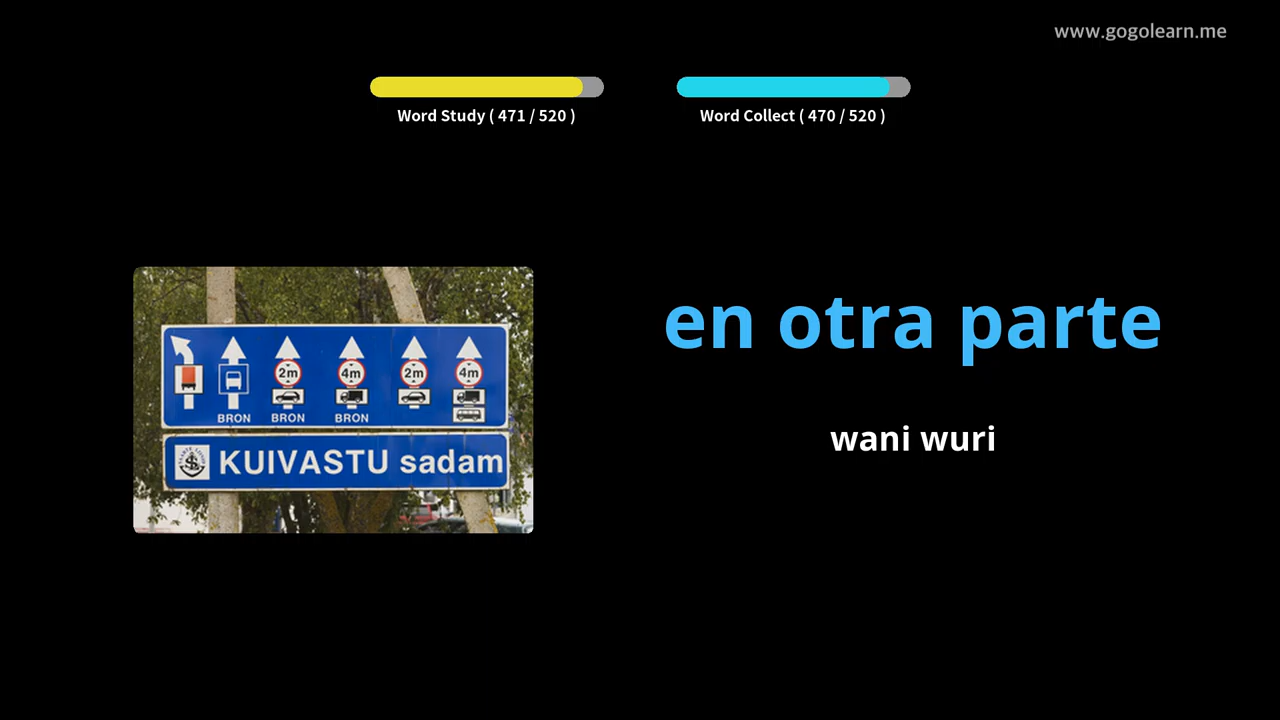 www.gogolearn.me
Word Study ( 471 / 520 )
Word Collect ( 470 / 520 )
en otra parte
wani wuri
2m 4m 2m 4m
BRON BRON BRON
KUIVASTU sadam